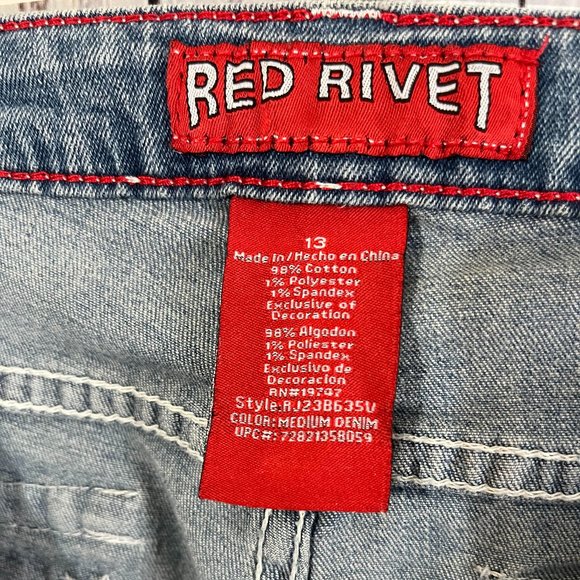 RED RIVET
13
Made in/Hecho en China
98% Cotton
1% Polyester
1% Spandex
Exclusive of
Decoration
98% Algodon
1% Poliester
1% Spandex
Exclusivo de
Decoracion
RN#19747
Style:RJ23B635V
COLOR:MEDIUM DENIM
UPC#:72821358059